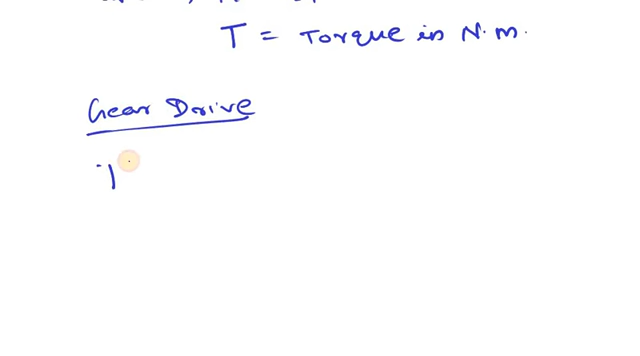 T = Torque in N.m.
Gear Drive